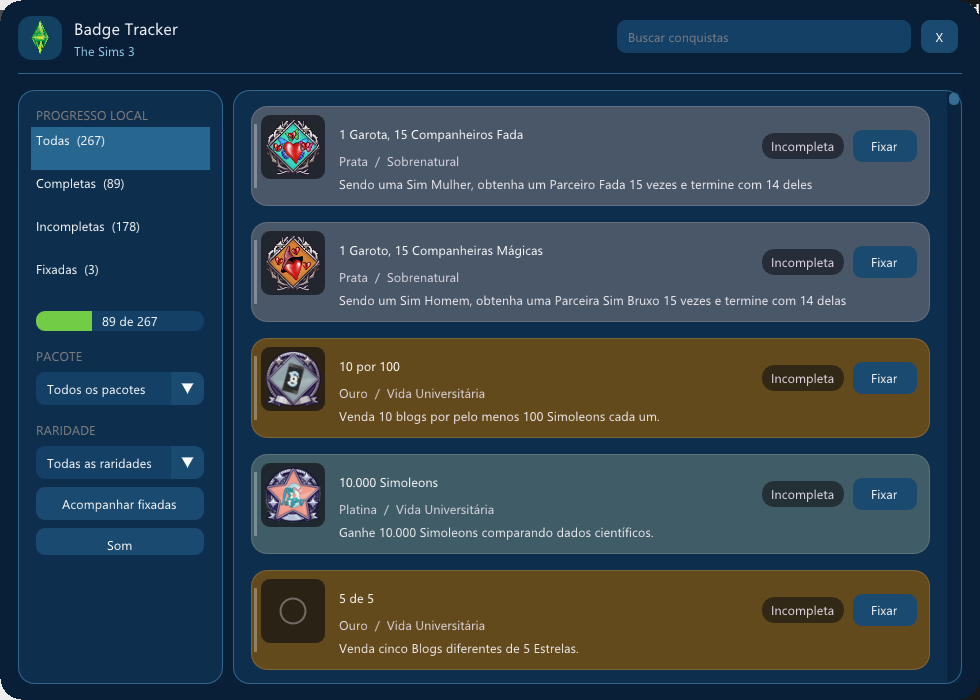 Badge Tracker
The Sims 3
Buscar conquistas
X
PROGRESSO LOCAL
Todas (267)
Completas (89)
Incompletas (178)
Fixadas (3)
89 de 267
PACOTE
Todos os pacotes
RARIDADE
Todas as raridades
Acompanhar fixadas
Som
1 Garota, 15 Companheiros Fada
Prata / Sobrenatural
Sendo uma Sim Mulher, obtenha um Parceiro Fada 15 vezes e termine com 14 deles
Incompleta
Fixar
1 Garoto, 15 Companheiras Mágicas
Prata / Sobrenatural
Sendo um Sim Homem, obtenha uma Parceira Sim Bruxo 15 vezes e termine com 14 delas
Incompleta
Fixar
10 por 100
Ouro / Vida Universitária
Venda 10 blogs por pelo menos 100 Simoleons cada um.
Incompleta
Fixar
10.000 Simoleons
Platina / Vida Universitária
Ganhe 10.000 Simoleons comparando dados científicos.
Incompleta
Fixar
5 de 5
Ouro / Vida Universitária
Venda cinco Blogs diferentes de 5 Estrelas.
Incompleta
Fixar